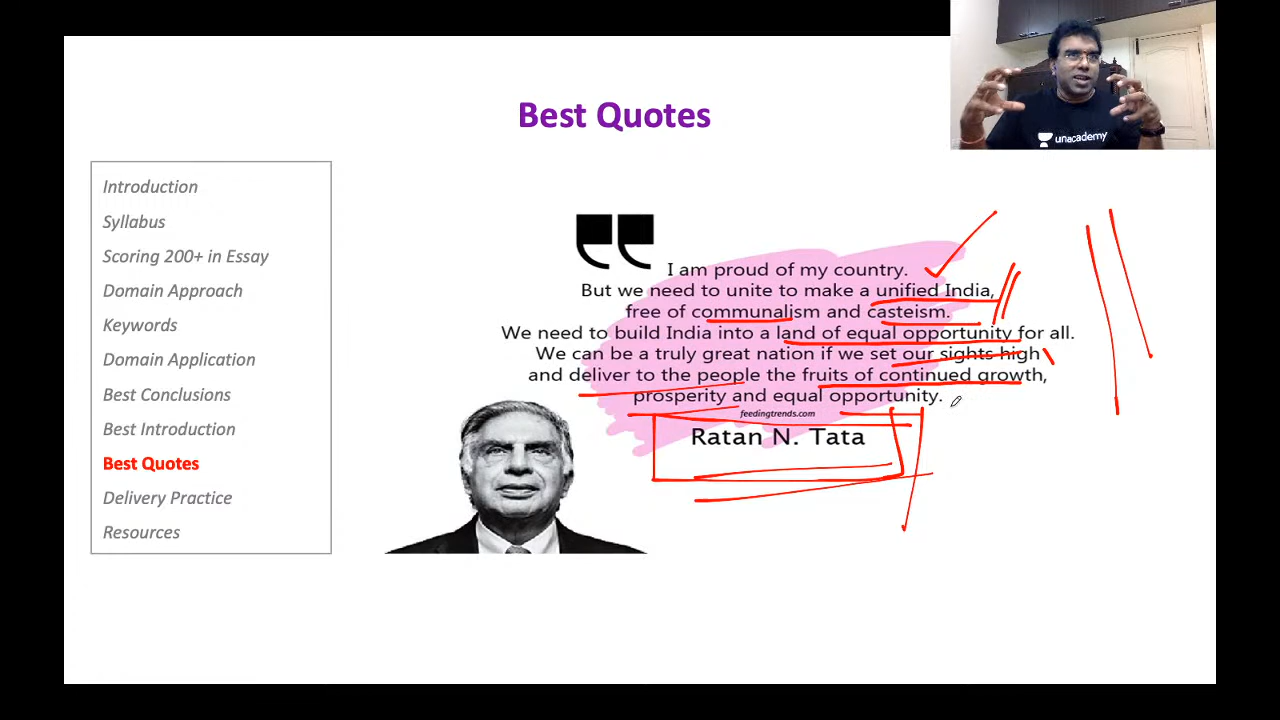 Best Quotes
unacademy
Introduction
Syllabus
Scoring 200+ in Essay
Domain Approach
Keywords
Domain Application
Best Conclusions
Best Introduction
Best Quotes
Delivery Practice
Resources
I am proud of my country.
But we need to unite to make a unified India,
free of communalism and casteism.
We need to build India into a land of equal opportunity for all.
We can be a truly great nation if we set our sights high
and deliver to the people the fruits of continued growth,
prosperity and equal opportunity.
feedingtrends.com
Ratan N. Tata